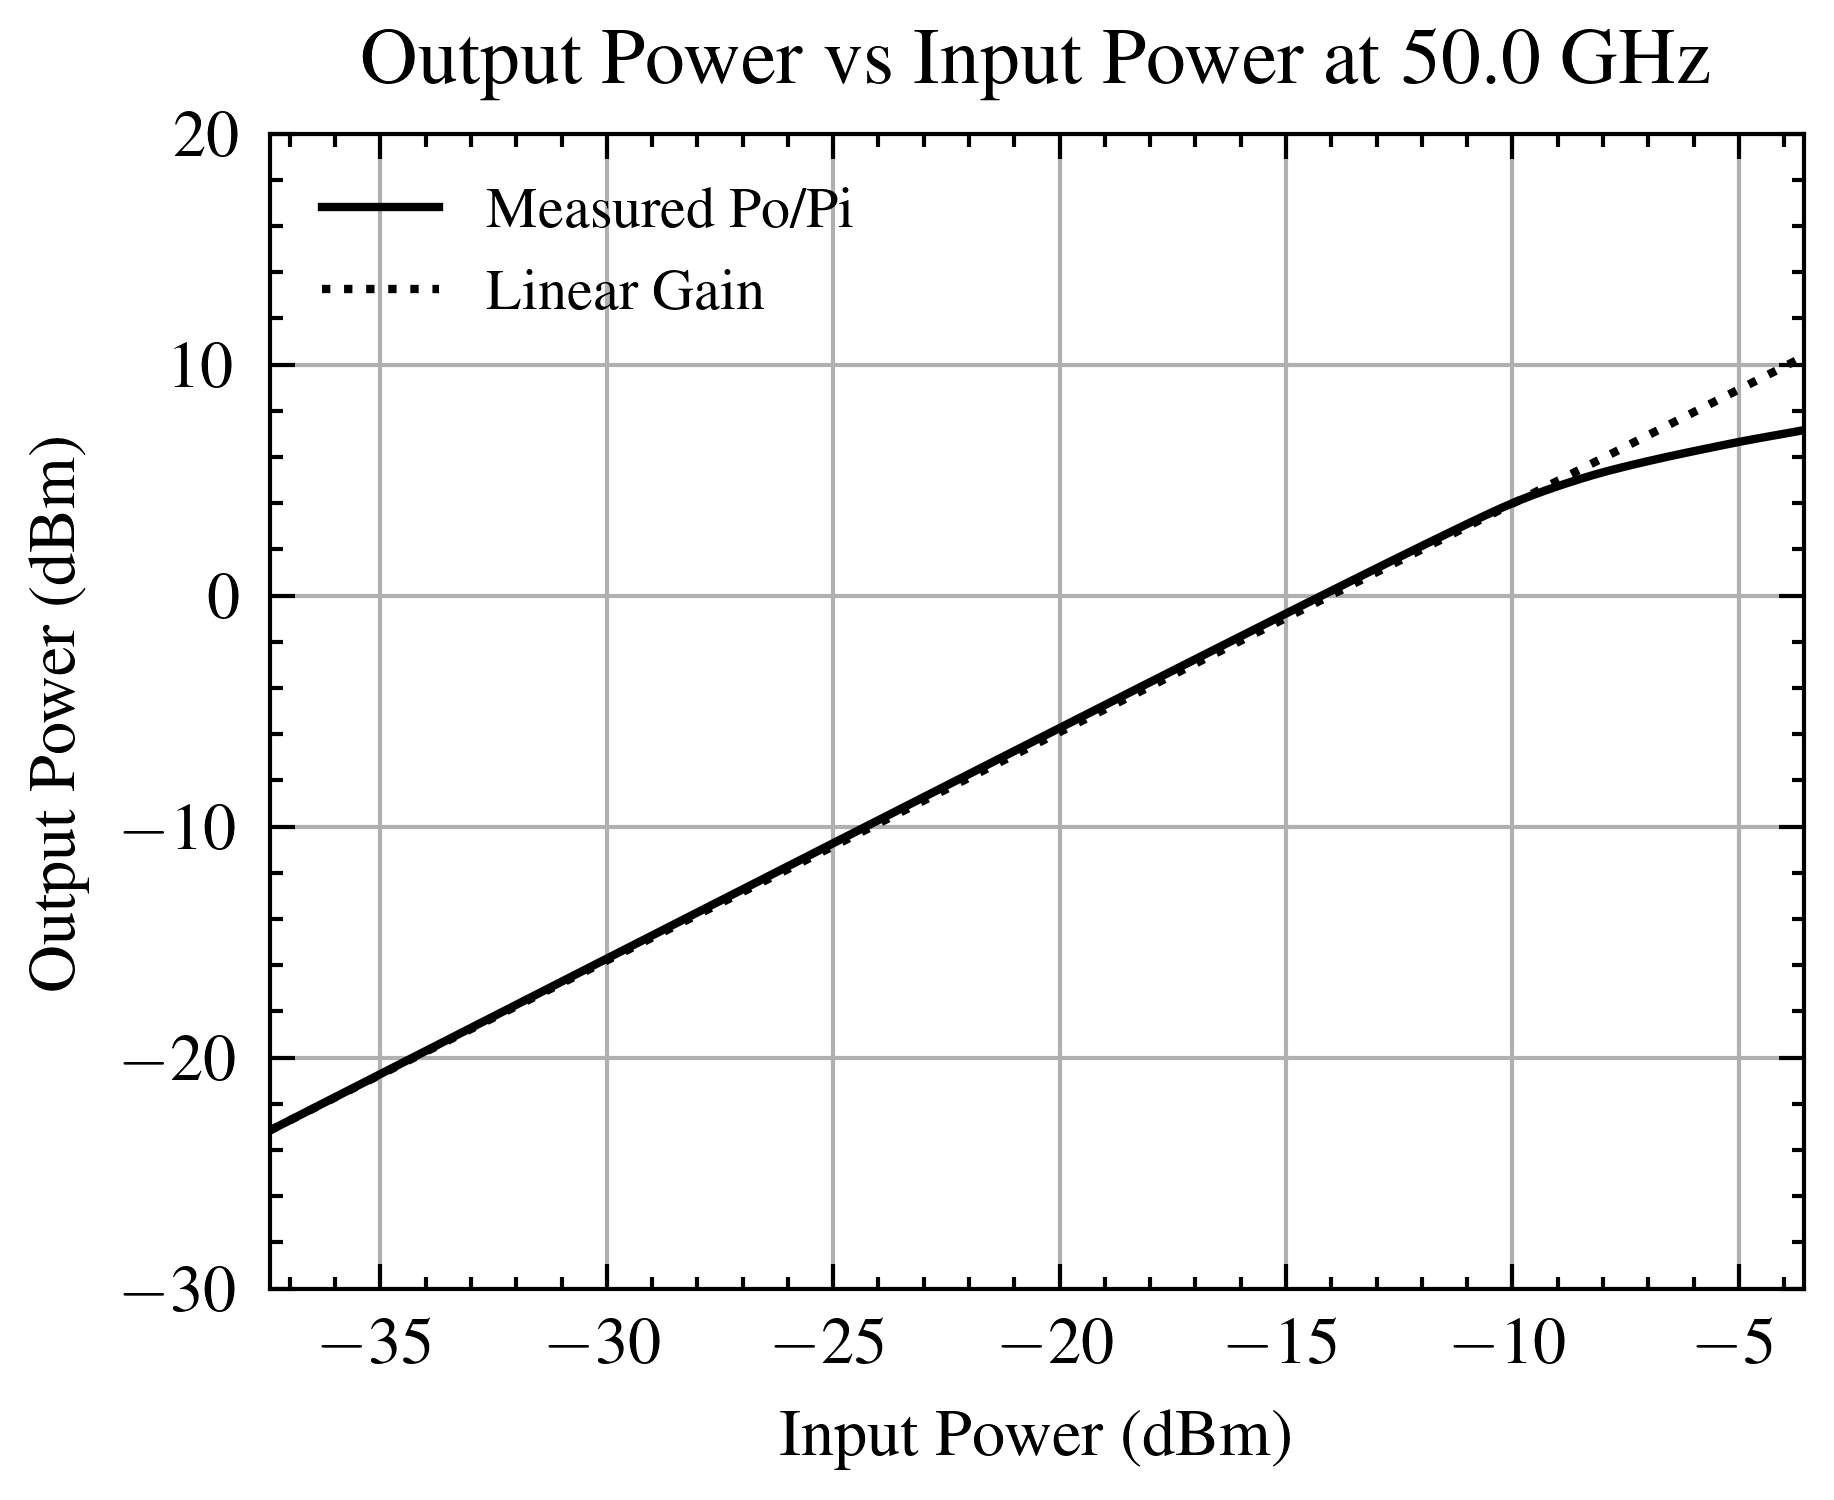 Output Power vs Input Power at 50.0 GHz
20
10
0
−10
−20
−30
Output Power (dBm)
Measured Po/Pi
Linear Gain
−35 −30 −25 −20 −15 −10 −5
Input Power (dBm)